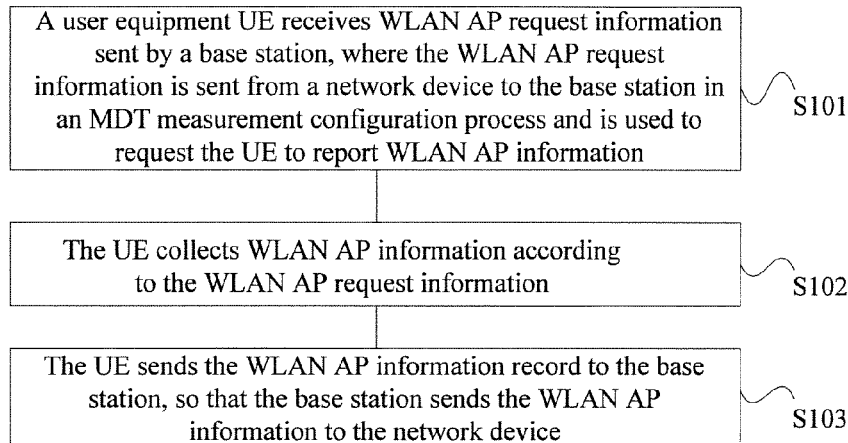 A user equipment UE receives WLAN AP request information
sent by a base station, where the WLAN AP request
information is sent from a network device to the base station in
an MDT measurement configuration process and is used to
request the UE to report WLAN AP information
S101
The UE collects WLAN AP information according
to the WLAN AP request information
S102
The UE sends the WLAN AP information record to the base
station, so that the base station sends the WLAN AP
information to the network device
S103